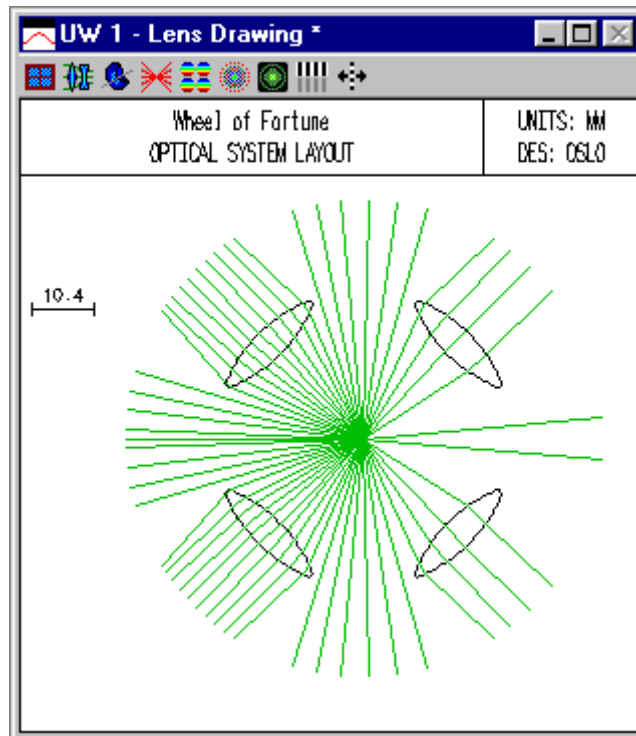 UW 1 - Lens Drawing *
Wheel of Fortune
OPTICAL SYSTEM LAYOUT
UNITS: MM
DES: OSLO
10.4